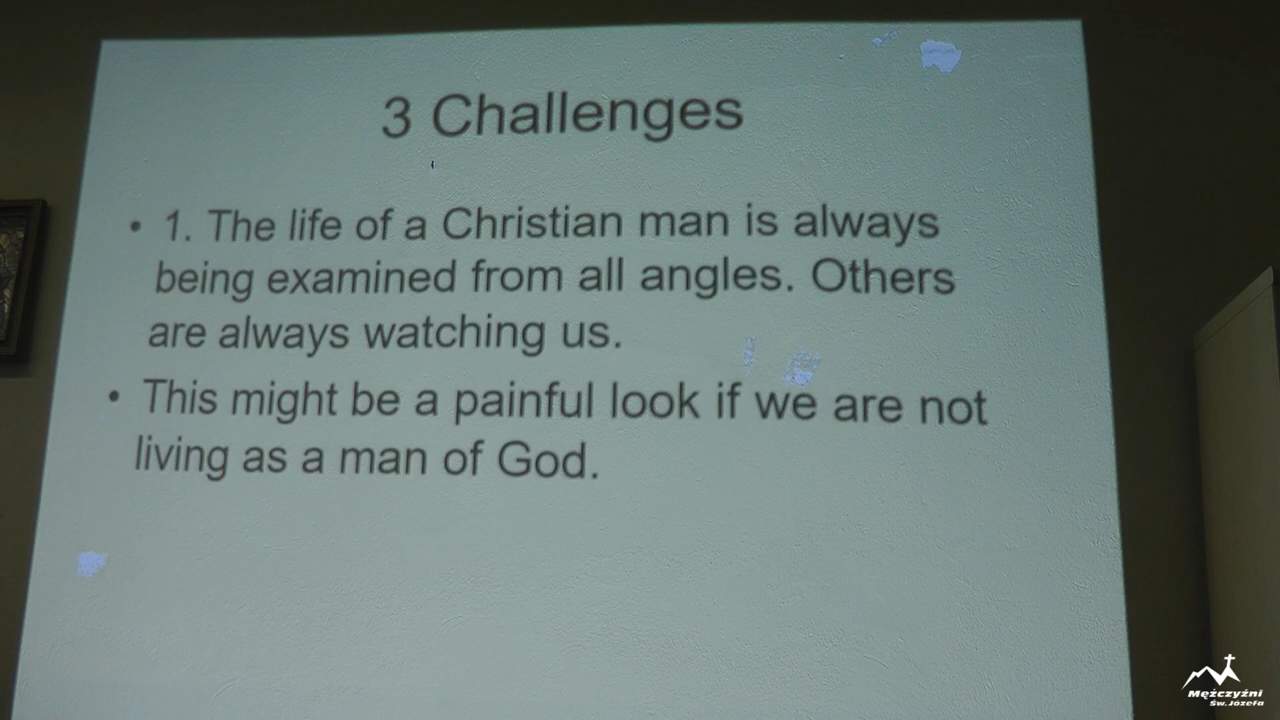 3 Challenges
• 1. The life of a Christian man is always
being examined from all angles. Others
are always watching us.
• This might be a painful look if we are not
living as a man of God.
Mężczyźni
Św. Józefa